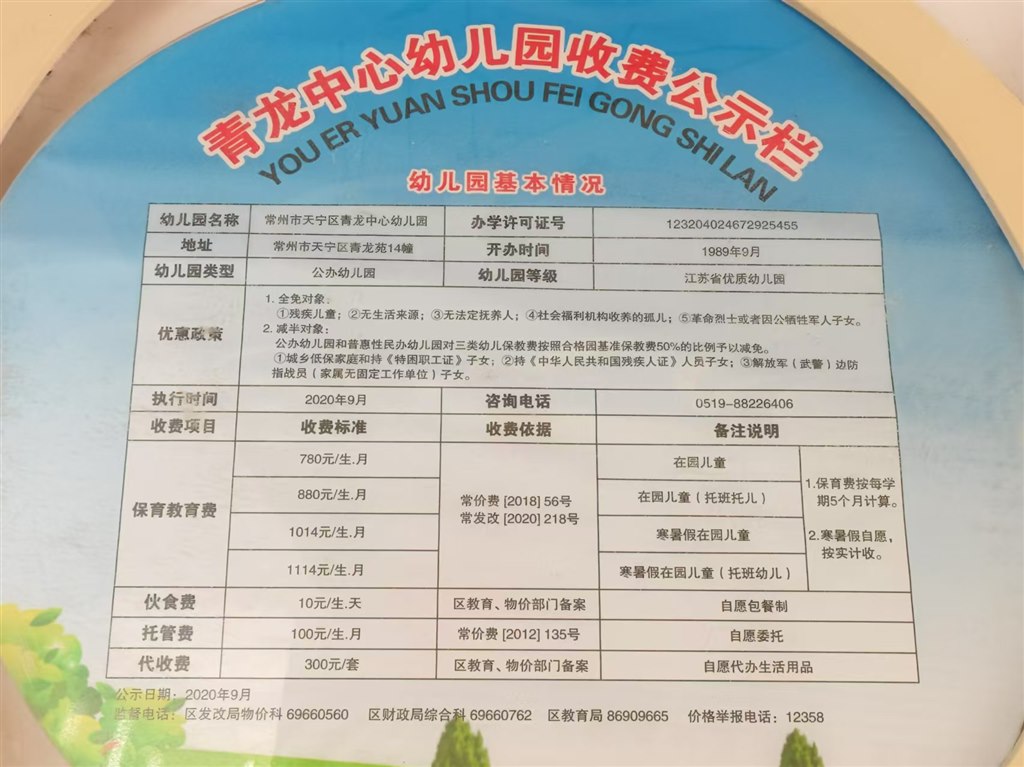 青龙中心幼儿园收费公示栏
YOU ER YUAN SHOU FEI GONG SHI LAN
幼儿园基本情况
幼儿园名称 常州市天宁区青龙中心幼儿园 办学许可证号 123204024672925455
地址 常州市天宁区青龙苑14幢 开办时间 1989年9月
幼儿园类型 公办幼儿园 幼儿园等级 江苏省优质幼儿园
优惠政策
1. 全免对象：
①残疾儿童；②无生活来源；③无法定抚养人；④社会福利机构收养的孤儿；⑤革命烈士或者因公牺牲军人子女。
2. 减半对象：
公办幼儿园和普惠性民办幼儿园对三类幼儿保教费按照合格园基准保教费50%的比例予以减免。
①城乡低保家庭和持《特困职工证》子女；②持《中华人民共和国残疾人证》人员子女；③解放军（武警）边防
指战员（家属无固定工作单位）子女。
执行时间 2020年9月 咨询电话 0519-88226406
收费项目 收费标准 收费依据 备注说明
保育教育费
780元/生.月 在园儿童
880元/生.月 在园儿童（托班托儿）
1014元/生.月 寒暑假在园儿童
1114元/生.月 寒暑假在园儿童（托班幼儿）
常价费 [2018] 56号
常发改 [2020] 218号
1.保育费按每学
期5个月计算。
2.寒暑假自愿，
按实计收。
伙食费 10元/生.天 区教育、物价部门备案 自愿包餐制
托管费 100元/生.月 常价费 [2012] 135号 自愿委托
代收费 300元/套 区教育、物价部门备案 自愿代办生活用品
公示日期：2020年9月
监督电话：区发改局物价科 69660560 区财政局综合科 69660762 区教育局 86909665 价格举报电话：12358